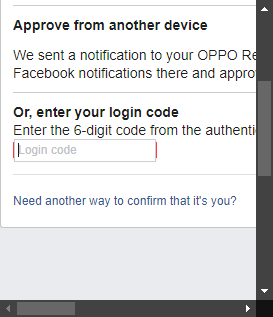 Approve from another device
We sent a notification to your OPPO Re
Facebook notifications there and appro
Or, enter your login code
Enter the 6-digit code from the authenti
Login code
Need another way to confirm that it's you?